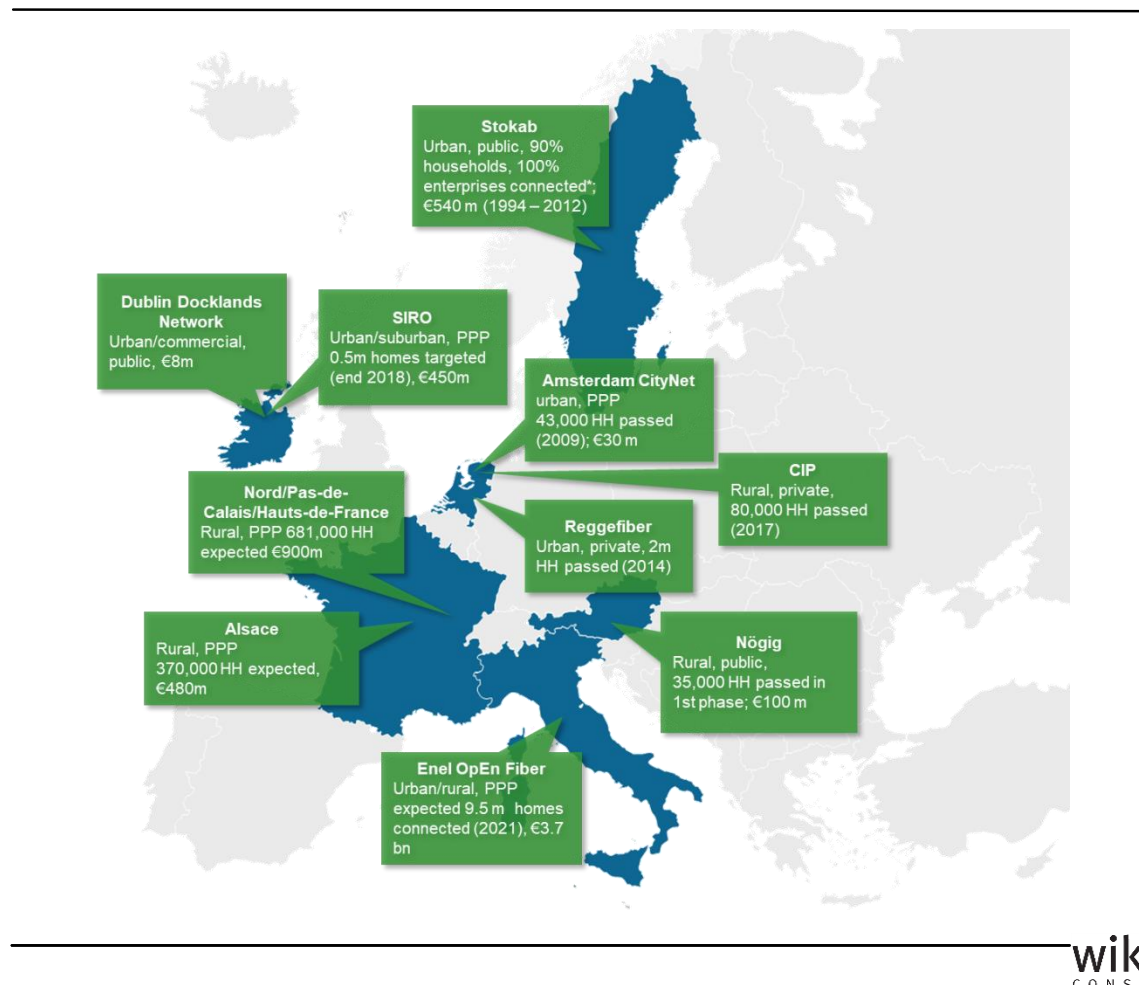 Stokab
Urban, public, 90%
households, 100%
enterprises connected*;
€540 m (1994 – 2012)
Dublin Docklands
Network
Urban/commercial,
public, €8m
SIRO
Urban/suburban, PPP
0.5m homes targeted
(end 2018), €450m
Amsterdam CityNet
urban, PPP
43,000 HH passed
(2009); €30 m
CIP
Rural, private,
80,000 HH passed
(2017)
Nord/Pas-de-
Calais/Hauts-de-France
Rural, PPP 681,000 HH
expected €900m
Reggefiber
Urban, private, 2m
HH passed (2014)
Alsace
Rural, PPP
370,000 HH expected,
€480m
Nögig
Rural, public,
35,000 HH passed in
1st phase; €100 m
Enel OpEn Fiber
Urban/rural, PPP
expected 9.5 m homes
connected (2021), €3.7
bn
wik
CONS